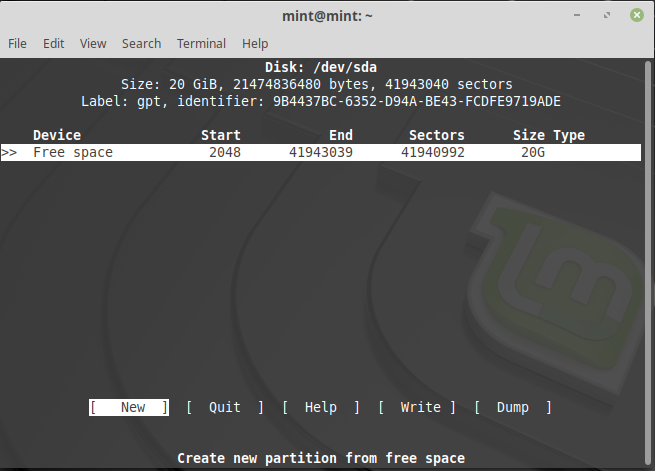 mint@mint: ~
File Edit View Search Terminal Help
Disk: /dev/sda
Size: 20 GiB, 21474836480 bytes, 41943040 sectors
Label: gpt, identifier: 9B4437BC-6352-D94A-BE43-FCDFE9719ADE
Device Start End Sectors Size Type
>> Free space 2048 41943039 41940992 20G
[ New ] [ Quit ] [ Help ] [ Write ] [ Dump ]
Create new partition from free space